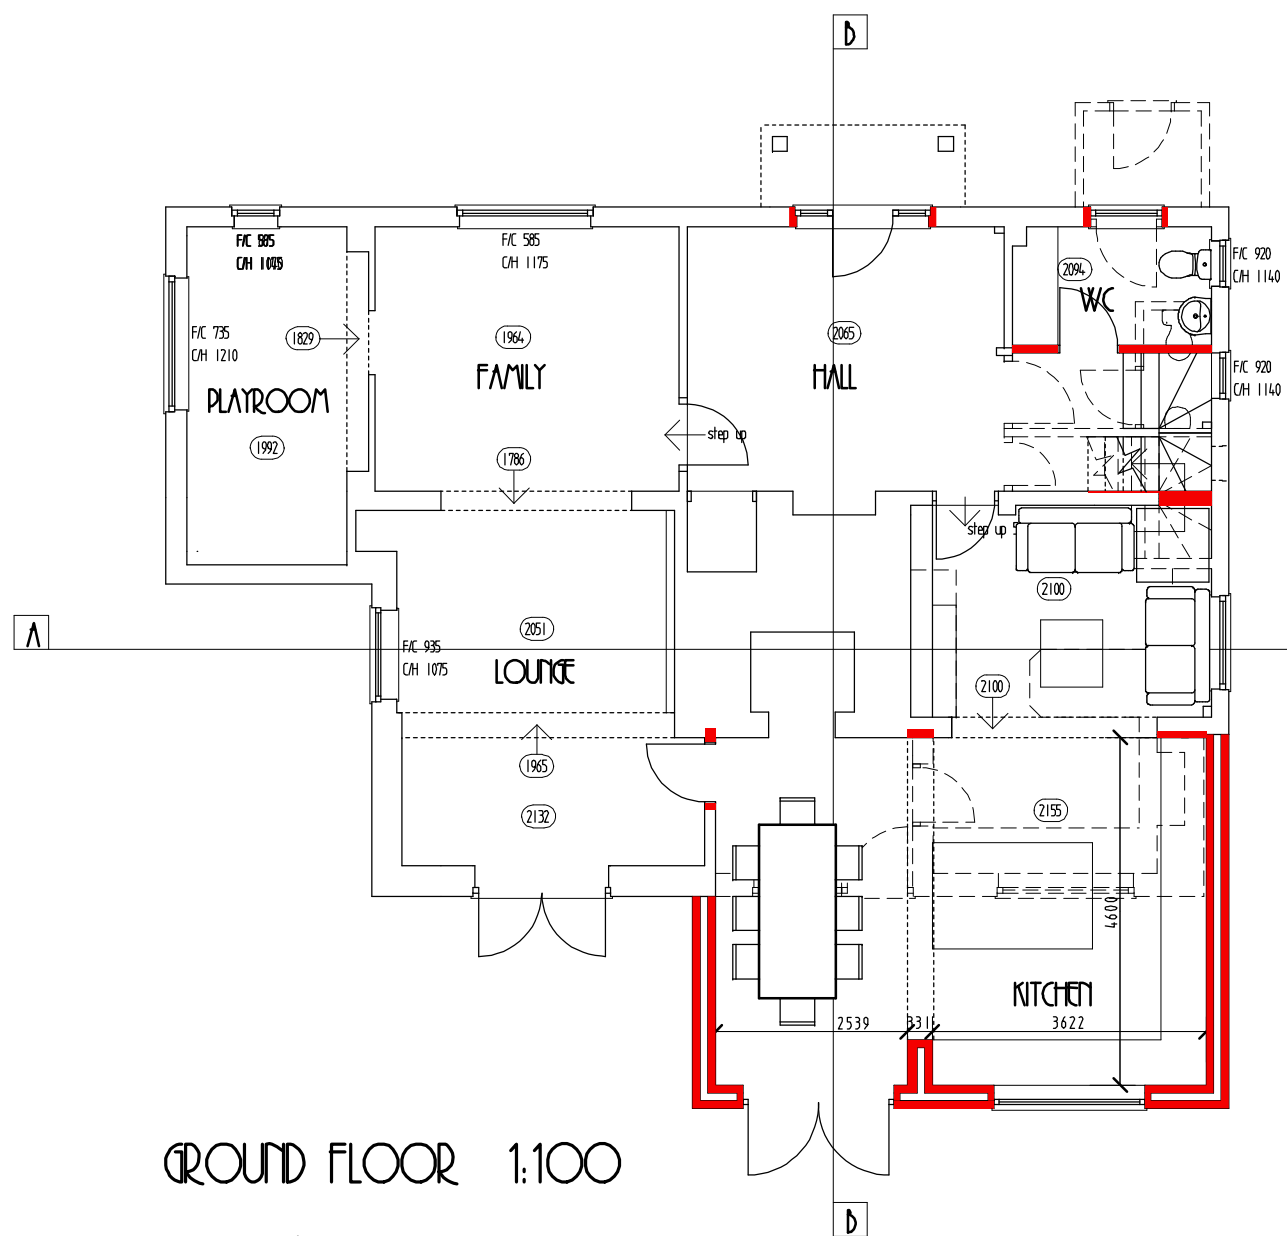 B
F/C 585
C/H 1175
F/C 920
C/H 1140
2094
WC
F/C 735
C/H 1210
1829
1964
2065
FAMILY
HALL
F/C 920
C/H 1140
PLAYROOM
step up
1992
1786
step up
2100
A
2051
F/C 935
C/H 1075
LOUNGE
2100
1965
2132
2155
4600
KITCHEN
2539
331
3622
GROUND FLOOR 1:100
B